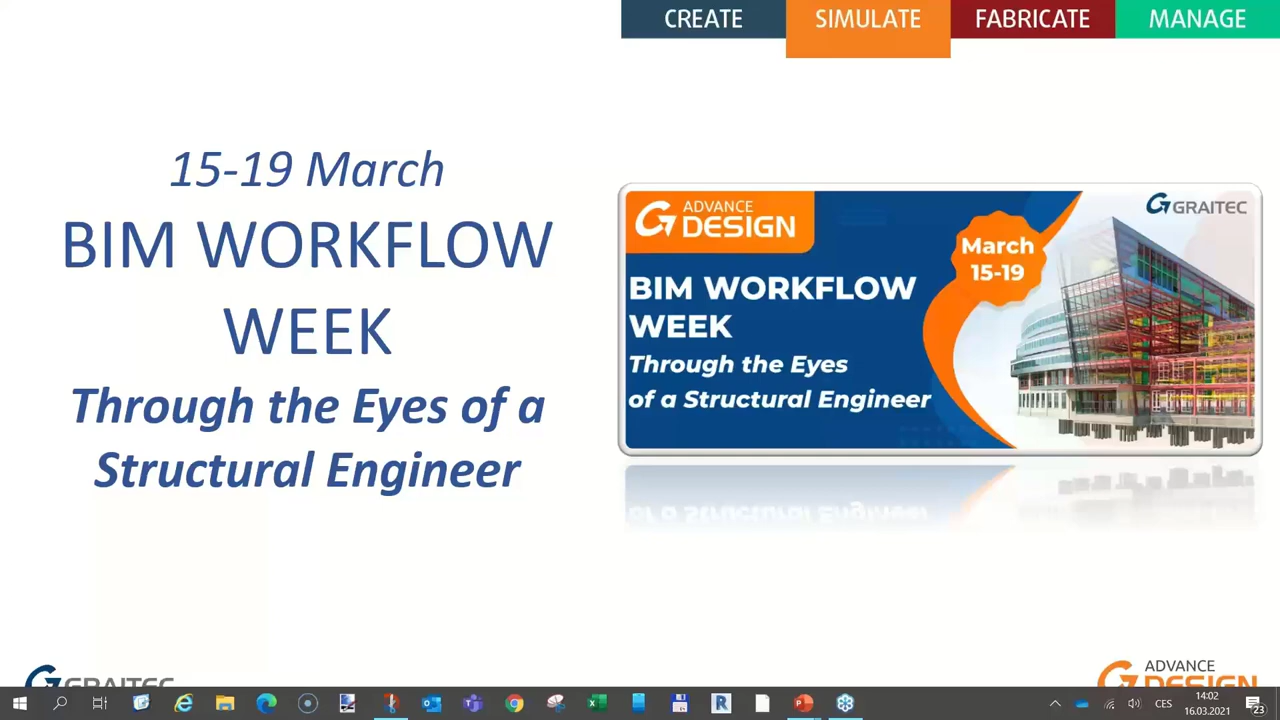 CREATE
SIMULATE
FABRICATE
MANAGE
15-19 March
BIM WORKFLOW
WEEK
Through the Eyes of a
Structural Engineer
ADVANCE
DESIGN
GRAITEC
March
15-19
BIM WORKFLOW
WEEK
Through the Eyes
of a Structural Engineer
GRAITEC
ADVANCE
DESIGN
CES
14:02
16.03.2021
23